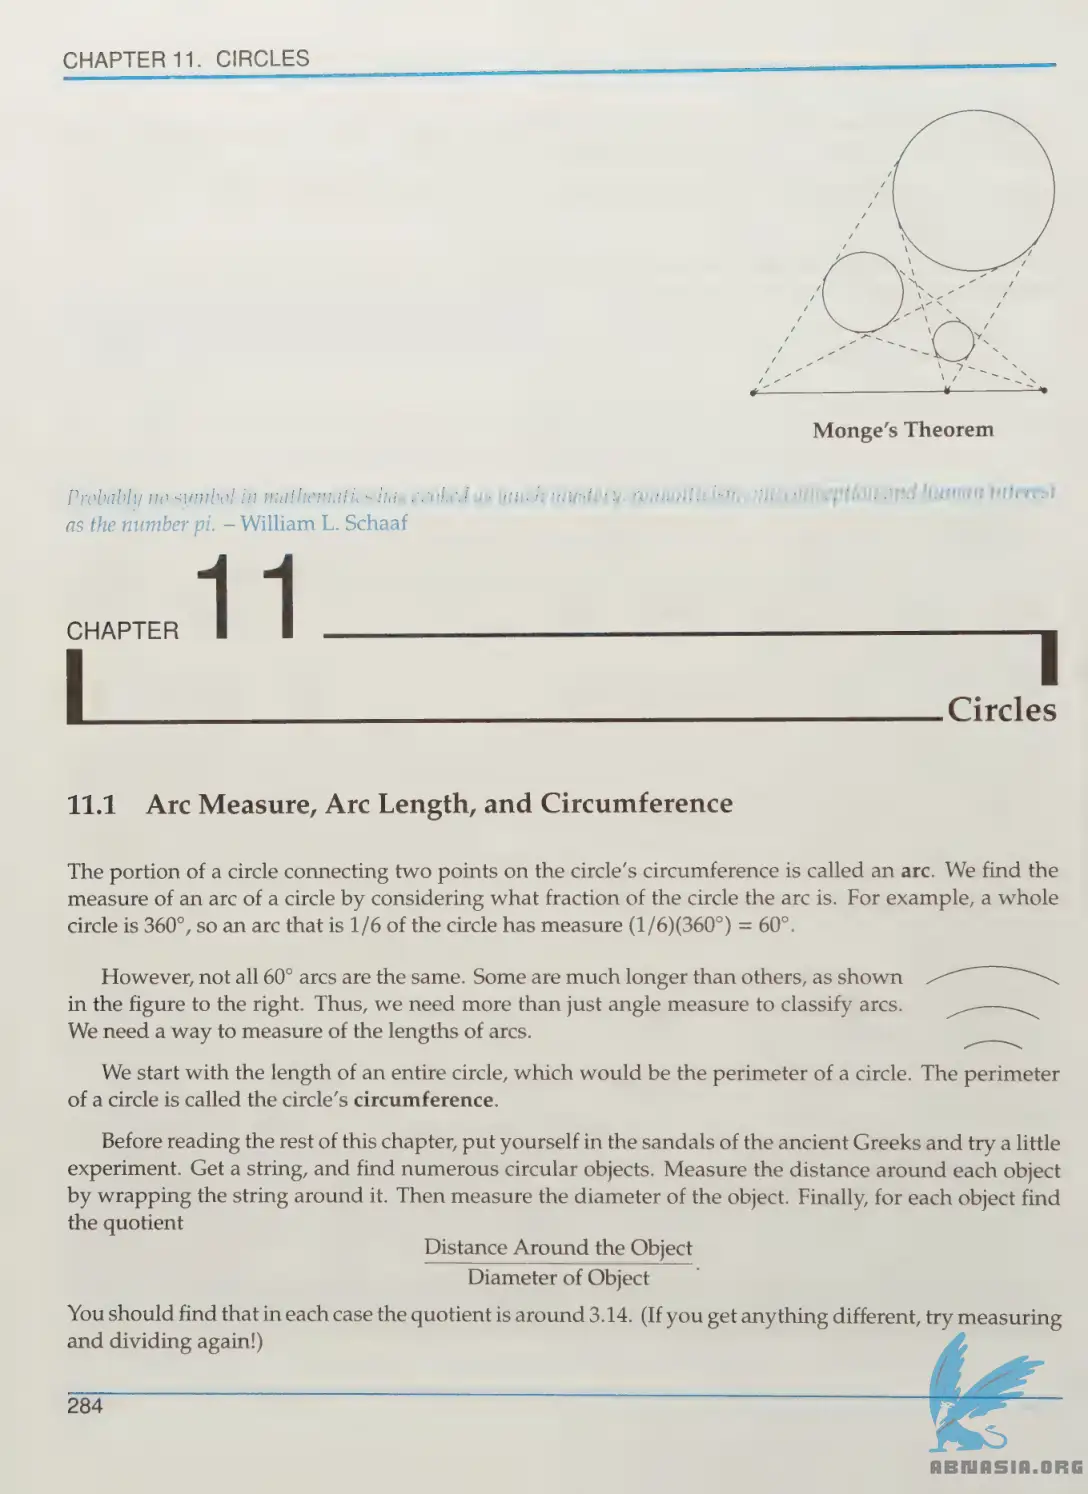 CHAPTER 11. CIRCLES
Monge's Theorem
Probably no symbol in mathematics has evoked as much mystery, romanticism, misconception and human interest
as the number pi. – William L. Schaaf
CHAPTER 11
Circles
11.1 Arc Measure, Arc Length, and Circumference
The portion of a circle connecting two points on the circle's circumference is called an arc. We find the
measure of an arc of a circle by considering what fraction of the circle the arc is. For example, a whole
circle is 360°, so an arc that is 1/6 of the circle has measure (1/6)(360°) = 60°.
However, not all 60° arcs are the same. Some are much longer than others, as shown
in the figure to the right. Thus, we need more than just angle measure to classify arcs.
We need a way to measure of the lengths of arcs.
We start with the length of an entire circle, which would be the perimeter of a circle. The perimeter
of a circle is called the circle's circumference.
Before reading the rest of this chapter, put yourself in the sandals of the ancient Greeks and try a little
experiment. Get a string, and find numerous circular objects. Measure the distance around each object
by wrapping the string around it. Then measure the diameter of the object. Finally, for each object find
the quotient
Distance Around the Object
Diameter of Object .
You should find that in each case the quotient is around 3.14. (If you get anything different, try measuring
and dividing again!)
284
ABNASIA.ORG